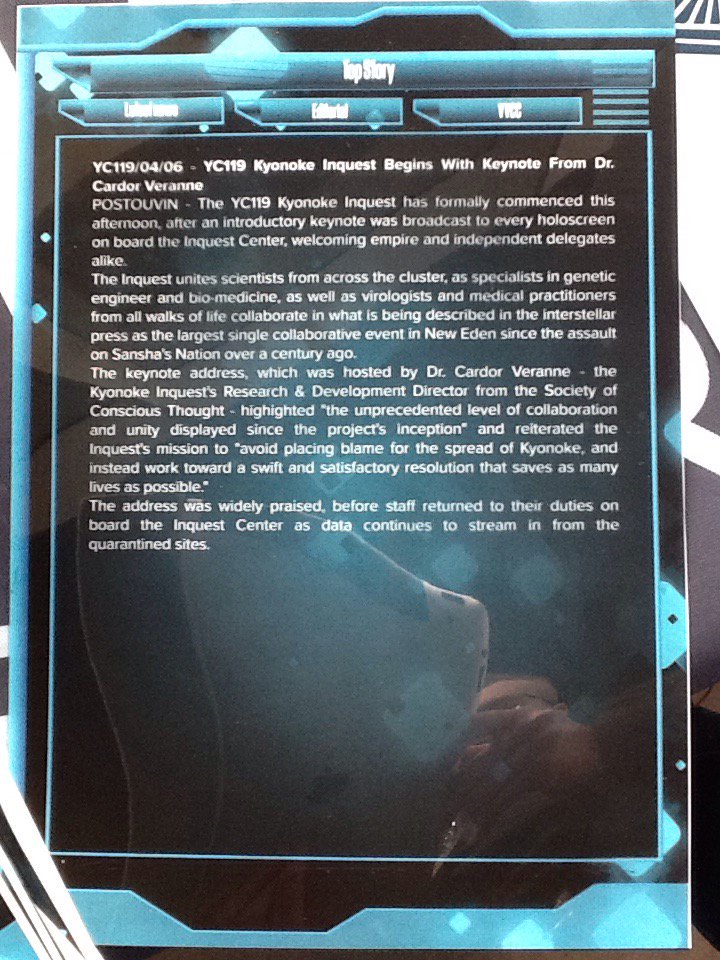 Top Story
Latest news
Editorial
YC119/04/06 - YC119 Kyonoke Inquest Begins With Keynote From Dr.
Cardor Veranne
POSTOUVIN - The YC119 Kyonoke Inquest has formally commenced this
afternoon, after an introductory keynote was broadcast to every holoscreen
on board the Inquest Center, welcoming empire and independent delegates
alike.
The Inquest unites scientists from across the cluster, as specialists in genetic
engineer and bio-medicine, as well as virologists and medical practitioners
from all walks of life collaborate in what is being described in the interstellar
press as the largest single collaborative event in New Eden since the assault
on Sansha's Nation over a century ago.
The keynote address, which was hosted by Dr. Cardor Veranne - the
Kyonoke Inquest's Research & Development Director from the Society of
Conscious Thought - highlighted "the unprecedented level of collaboration
and unity displayed since the project's inception" and reiterated the
Inquest's mission to "avoid placing blame for the spread of Kyonoke, and
instead work toward a swift and satisfactory resolution that saves as many
lives as possible."
The address was widely praised, before staff returned to their duties on
board the Inquest Center as data continues to stream in from the
quarantined sites.